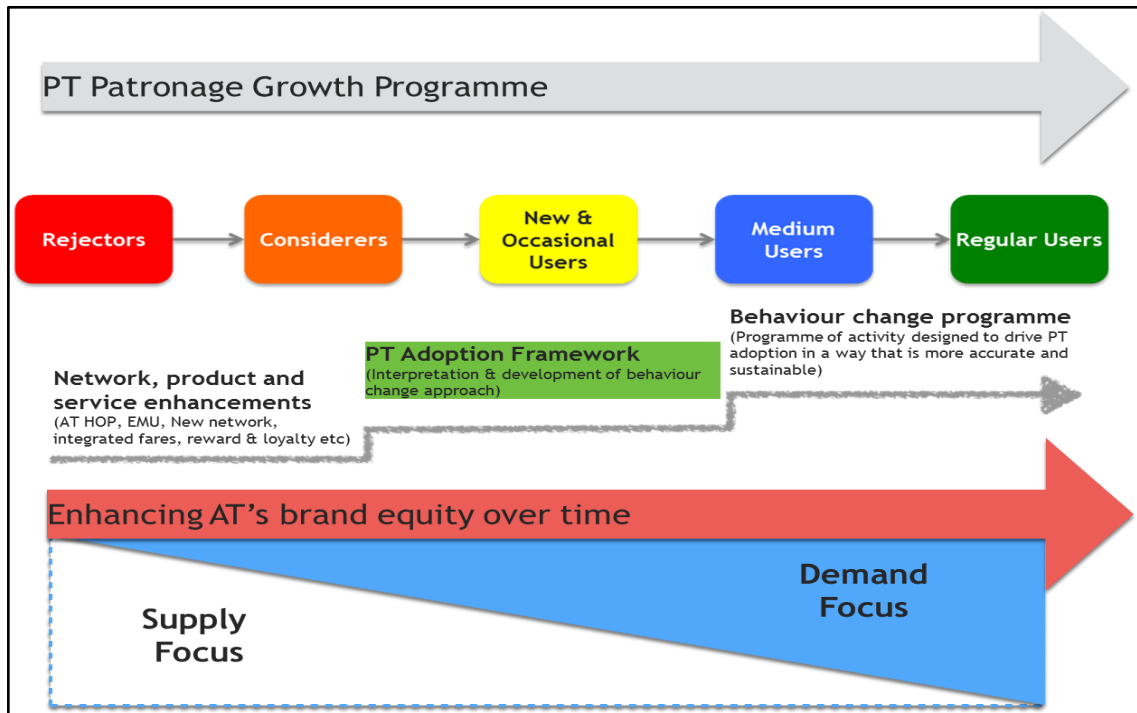 PT Patronage Growth Programme
Rejectors
Considerers
New &
Occasional
Users
Medium
Users
Regular Users
Network, product and
service enhancements
(AT HOP, EMU, New network,
integrated fares, reward & loyalty etc)
PT Adoption Framework
(Interpretation & development of behaviour
change approach)
Behaviour change programme
(Programme of activity designed to drive PT
adoption in a way that is more accurate and
sustainable)
Enhancing AT’s brand equity over time
Supply
Focus
Demand
Focus